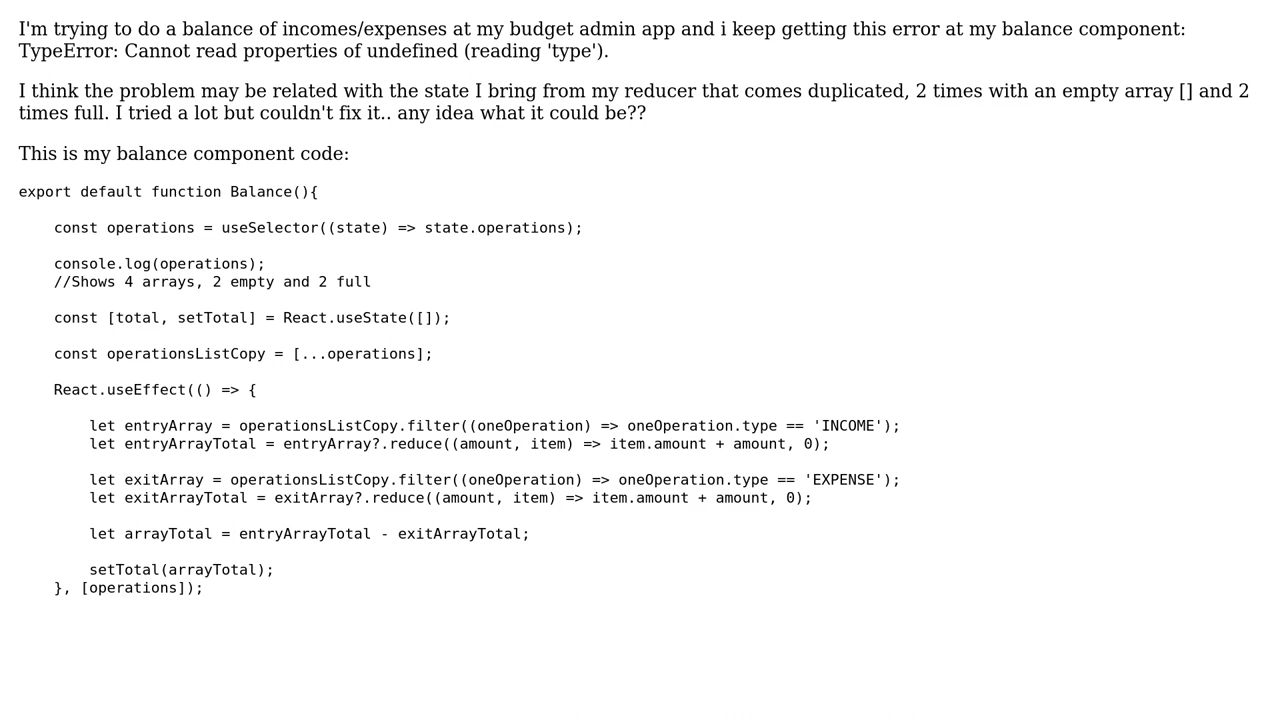 I'm trying to do a balance of incomes/expenses at my budget admin app and i keep getting this error at my balance component:
TypeError: Cannot read properties of undefined (reading 'type').
I think the problem may be related with the state I bring from my reducer that comes duplicated, 2 times with an empty array [] and 2
times full. I tried a lot but couldn't fix it.. any idea what it could be??
This is my balance component code:
export default function Balance(){
    const operations = useSelector((state) => state.operations);
    console.log(operations);
    //Shows 4 arrays, 2 empty and 2 full
    const [total, setTotal] = React.useState([]);
    const operationsListCopy = [...operations];
    React.useEffect(() => {
        let entryArray = operationsListCopy.filter((oneOperation) => oneOperation.type == 'INCOME');
        let entryArrayTotal = entryArray?.reduce((amount, item) => item.amount + amount, 0);
        let exitArray = operationsListCopy.filter((oneOperation) => oneOperation.type == 'EXPENSE');
        let exitArrayTotal = exitArray?.reduce((amount, item) => item.amount + amount, 0);
        let arrayTotal = entryArrayTotal - exitArrayTotal;
        setTotal(arrayTotal);
    }, [operations]);